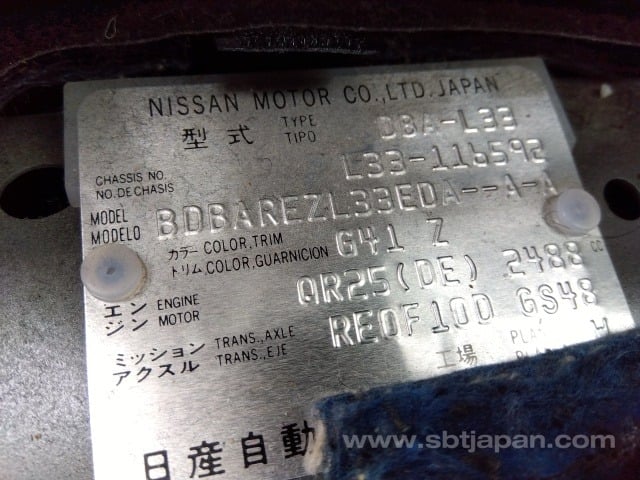 NISSAN MOTOR CO.,LTD.JAPAN
型式 TYPE TIPO DBA-L33
CHASSIS NO. NO.DE CHASIS L33-116592
MODEL MODELO BDBAREZL33EDA--A-A
カラー COLOR,TRIM トリム COLOR,GUARNICION G41 Z
エンジン ENGINE MOTOR QR25(DE) 2488 cc
ミッション アクスル TRANS.,AXLE TRANS.,EJE RE0F10D GS48
工場
日産自動
www.sbtjapan.com